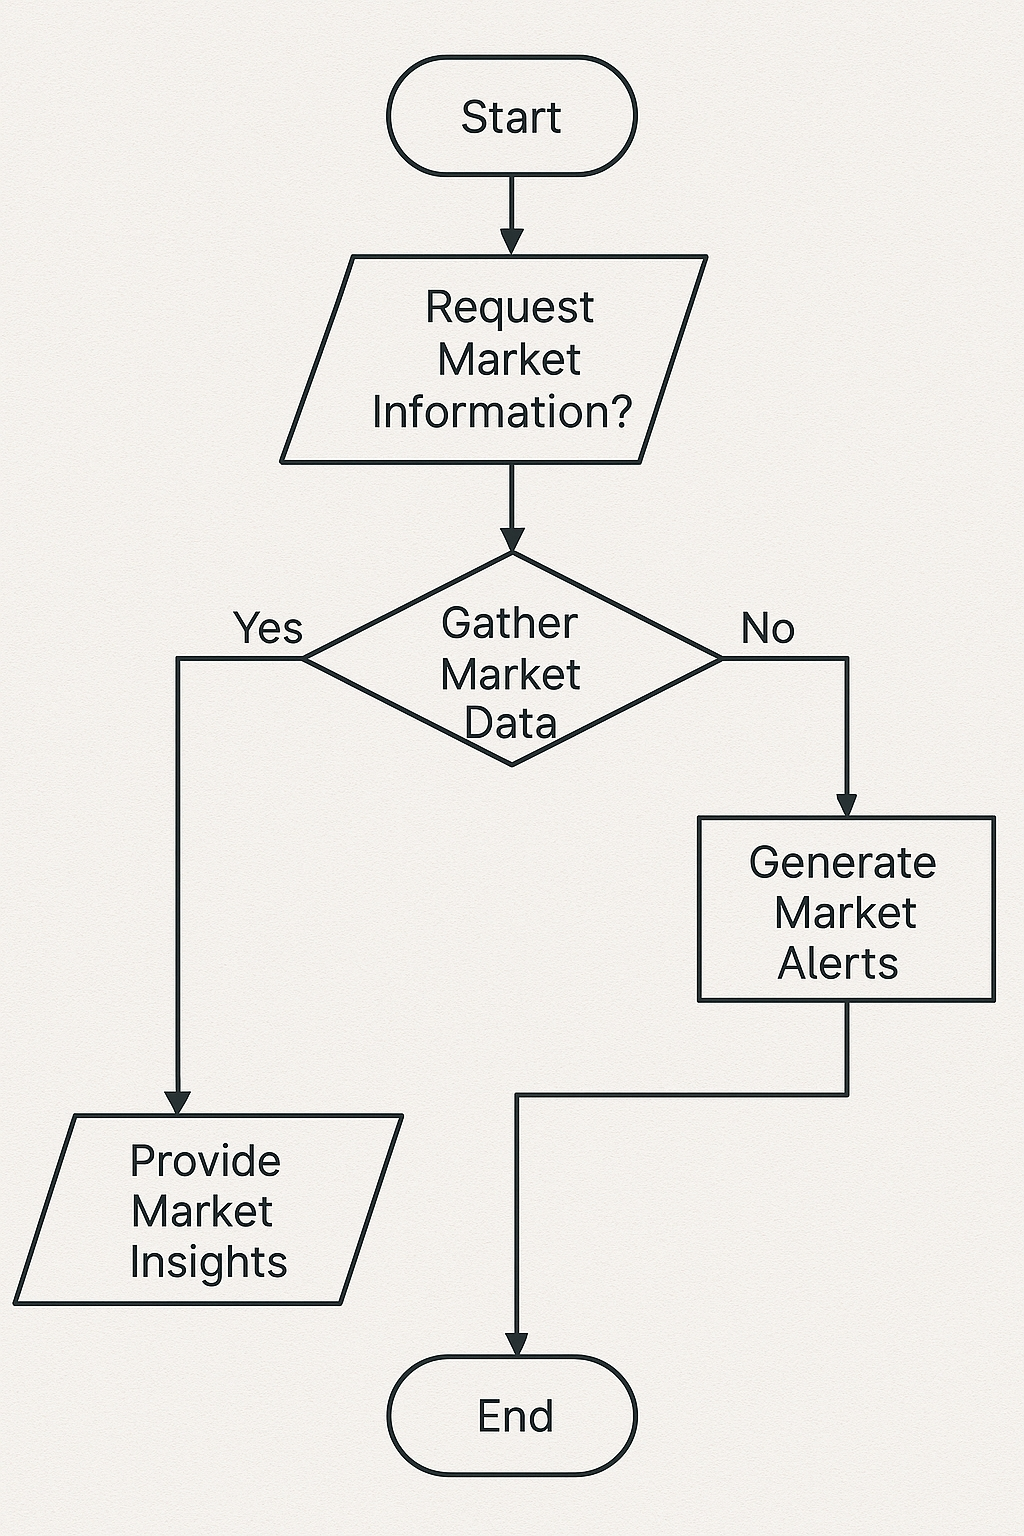 Start
Request
Market
Information?
Yes
Gather
Market
Data
No
Generate
Market
Alerts
Provide
Market
Insights
End